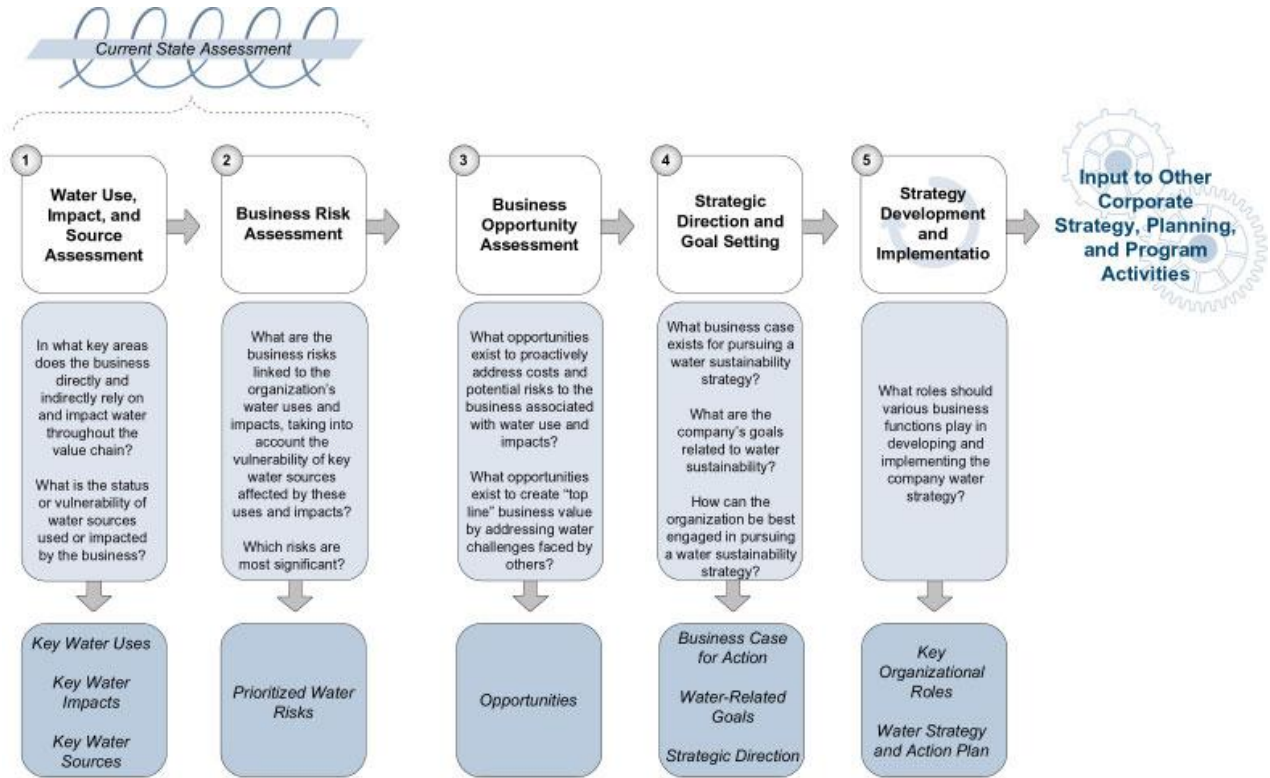 Current State Assessment
1
Water Use,
Impact, and
Source
Assessment
2
Business Risk
Assessment
3
Business
Opportunity
Assessment
4
Strategic
Direction and
Goal Setting
5
Strategy
Development
and
Implementatio
Input to Other
Corporate
Strategy, Planning,
and Program
Activities
In what key areas
does the business
directly and
indirectly rely on
and impact water
throughout the
value chain?
What is the status
or vulnerability of
water sources
used or impacted
by the business?
What are the
business risks
linked to the
organization's
water uses and
impacts, taking into
account the
vulnerability of key
water sources
affected by these
uses and impacts?
Which risks are
most significant?
What opportunities
exist to proactively
address costs and
potential risks to the
business associated
with water use and
impacts?
What opportunities
exist to create “top
line” business value
by addressing water
challenges faced by
others?
What business case
exists for pursuing a
water sustainability
strategy?
What are the
company's goals
related to water
sustainability?
How can the
organization be best
engaged in pursuing
a water sustainability
strategy?
What roles should
various business
functions play in
developing and
implementing the
company water
strategy?
Key Water Uses
Key Water
Impacts
Key Water
Sources
Prioritized Water
Risks
Opportunities
Business Case
for Action
Water-Related
Goals
Strategic Direction
Key
Organizational
Roles
Water Strategy
and Action Plan